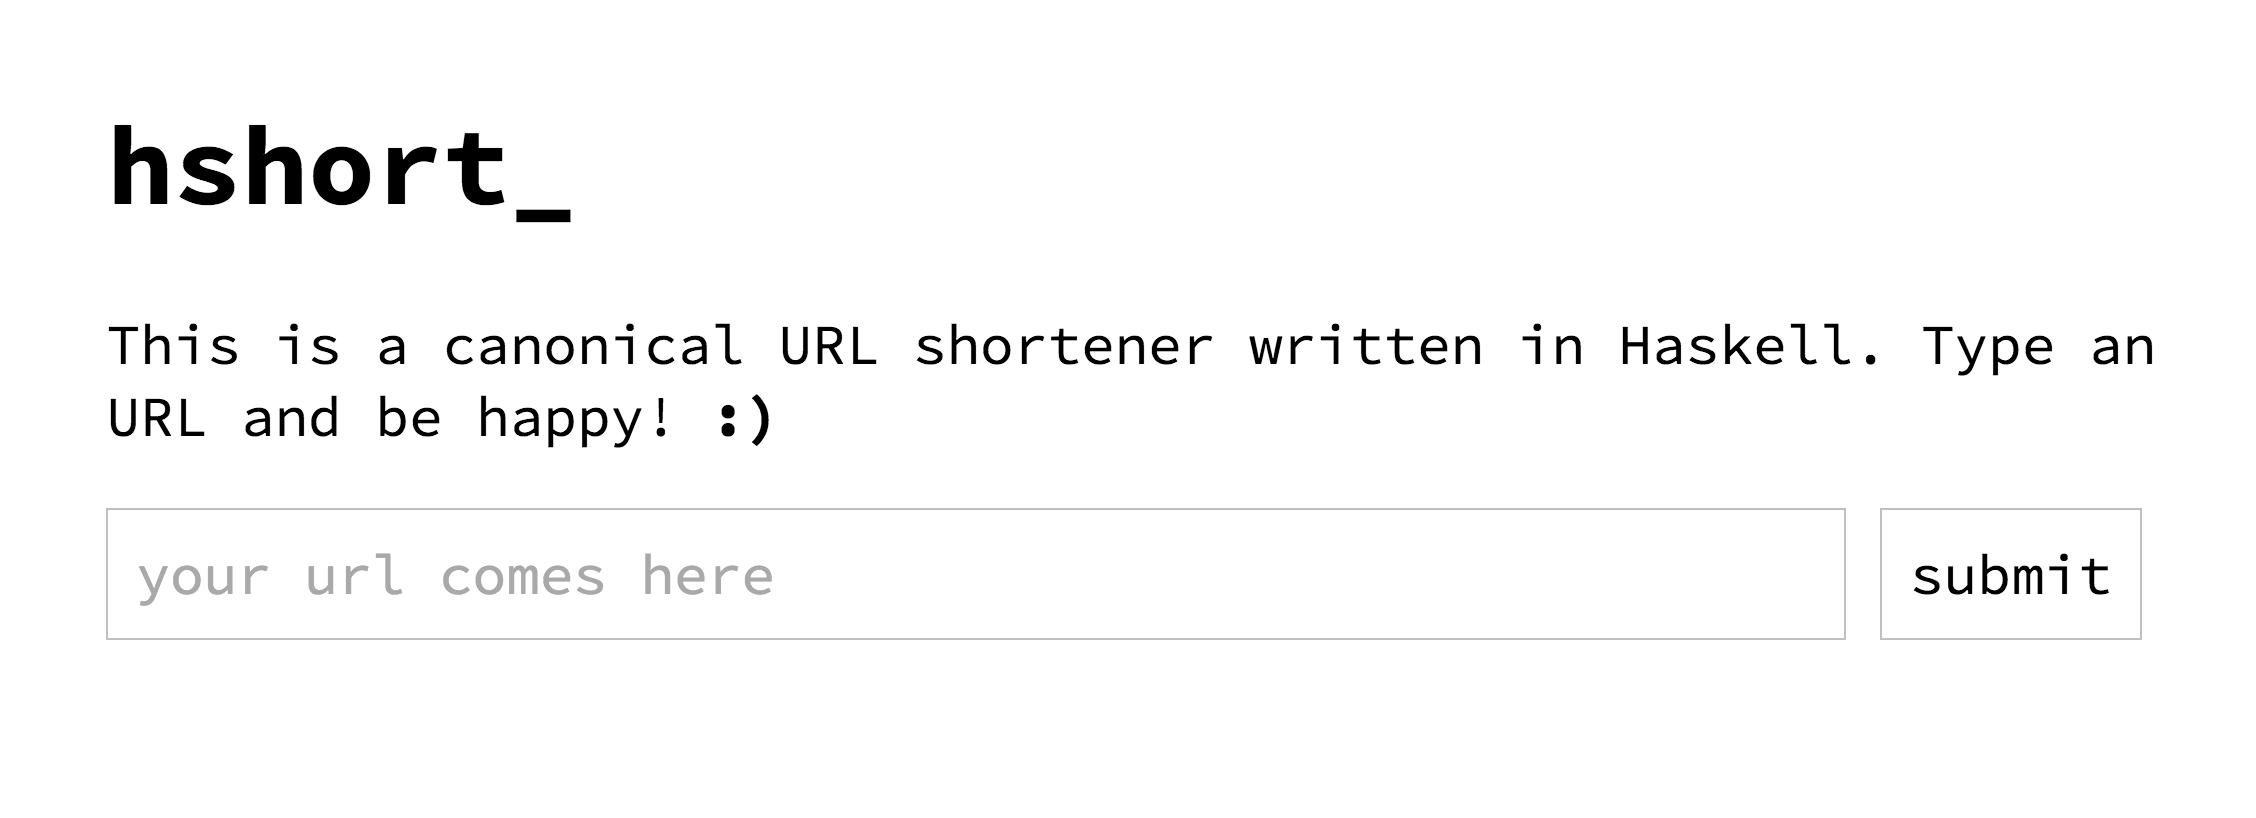 hshort_
This is a canonical URL shortener written in Haskell. Type an
URL and be happy! :)
your url comes here
submit